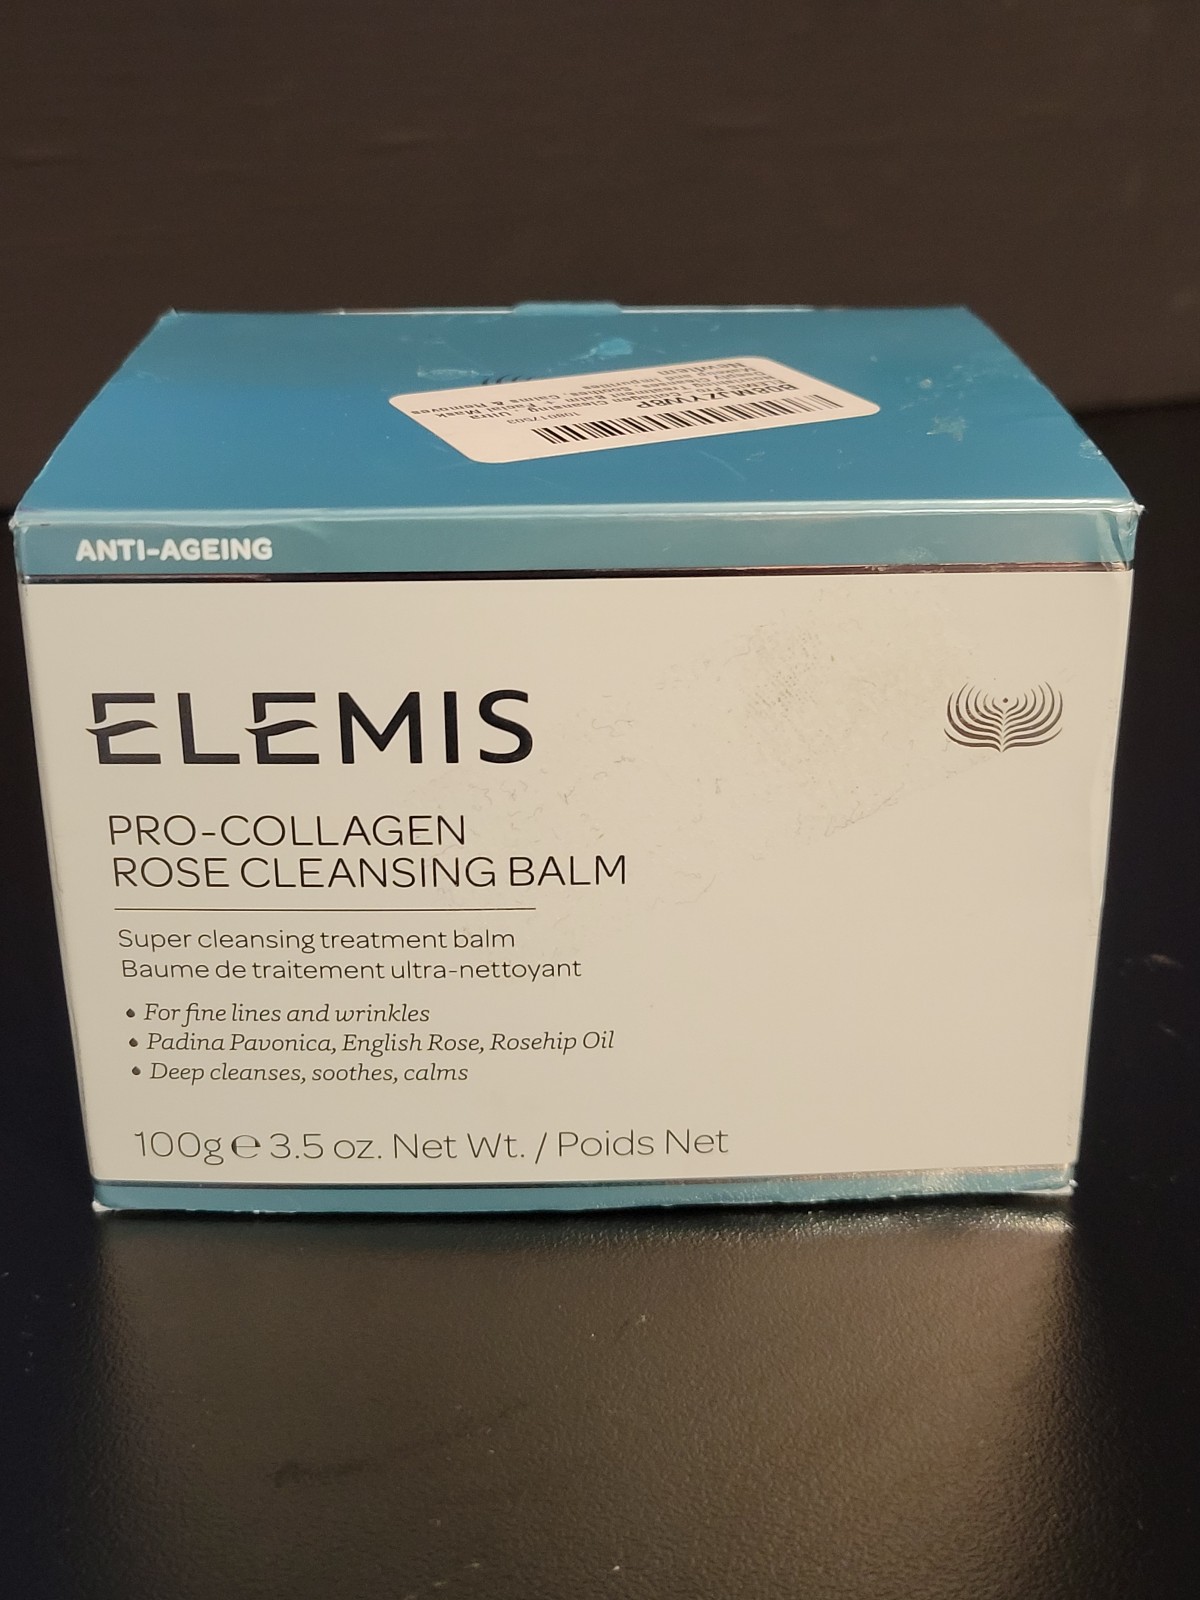 108017503
ANTI-AGEING
ELEMIS
PRO-COLLAGEN
ROSE CLEANSING BALM
Super cleansing treatment balm
Baume de traitement ultra-nettoyant
• For fine lines and wrinkles
• Padina Pavonica, English Rose, Rosehip Oil
• Deep cleanses, soothes, calms
100g ℮ 3.5 oz. Net Wt. / Poids Net